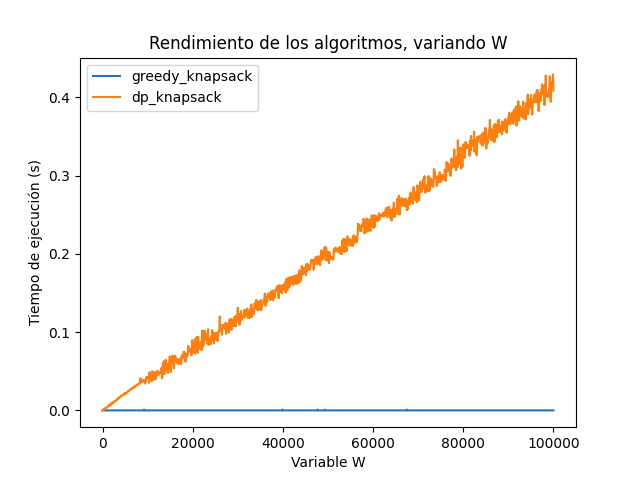 Rendimiento de los algoritmos, variando W
greedy_knapsack
dp_knapsack
Tiempo de ejecución (s)
0.4
0.3
0.2
0.1
0.0
0 20000 40000 60000 80000 100000
Variable W